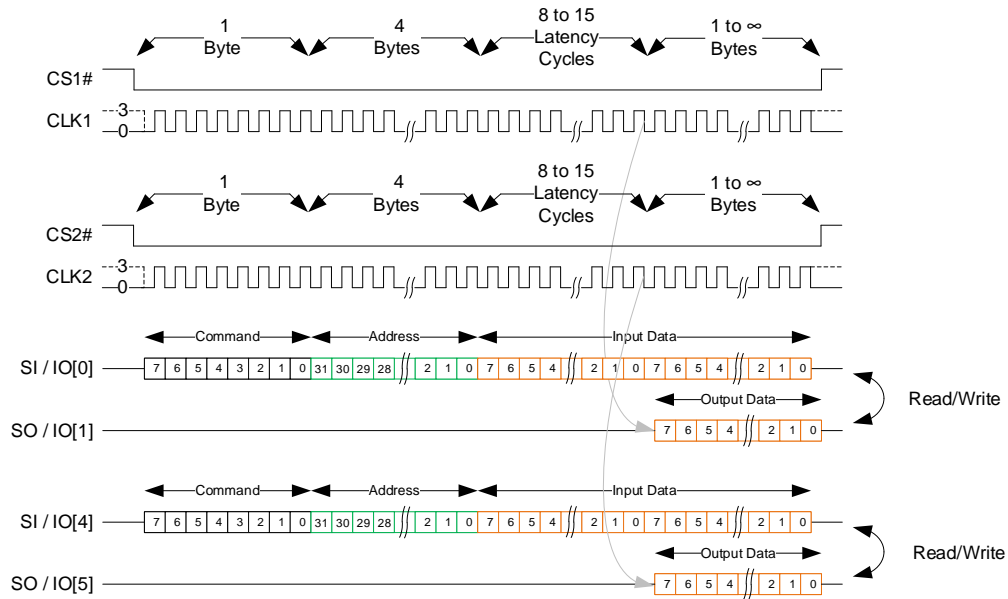 1 Byte 4 Bytes 8 to 15 Latency Cycles 1 to ∞ Bytes
CS1#
CLK1 3 0
1 Byte 4 Bytes 8 to 15 Latency Cycles 1 to ∞ Bytes
CS2#
CLK2 3 0
Command Address Input Data
SI / IO[0] 7 6 5 4 3 2 1 0 31 30 29 28 2 1 0 7 6 5 4 2 1 0 7 6 5 4 2 1 0
Output Data Read/Write
SO / IO[1] 7 6 5 4 2 1 0
Command Address Input Data
SI / IO[4] 7 6 5 4 3 2 1 0 31 30 29 28 2 1 0 7 6 5 4 2 1 0 7 6 5 4 2 1 0
Output Data Read/Write
SO / IO[5] 7 6 5 4 2 1 0